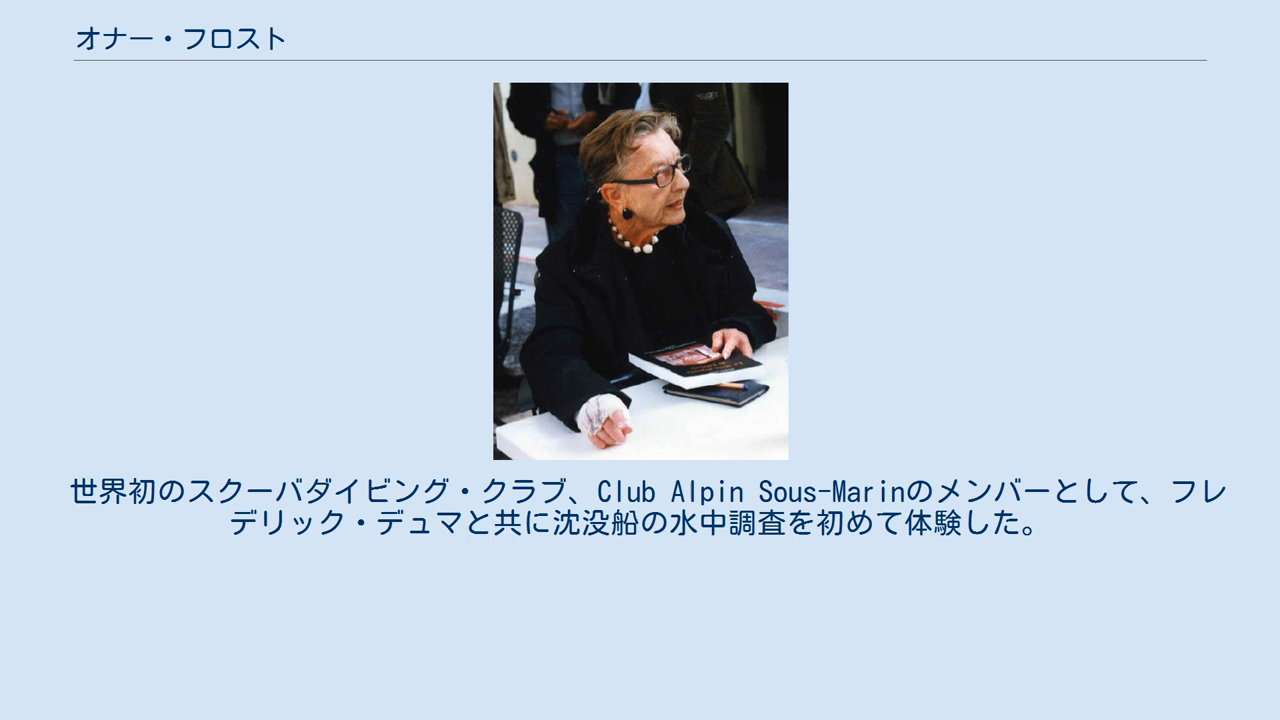 オナー・フロスト
世界初のスクーバダイビング・クラブ、Club Alpin Sous-Marinのメンバーとして、フレ
デリック・デュマと共に沈没船の水中調査を初めて体験した。